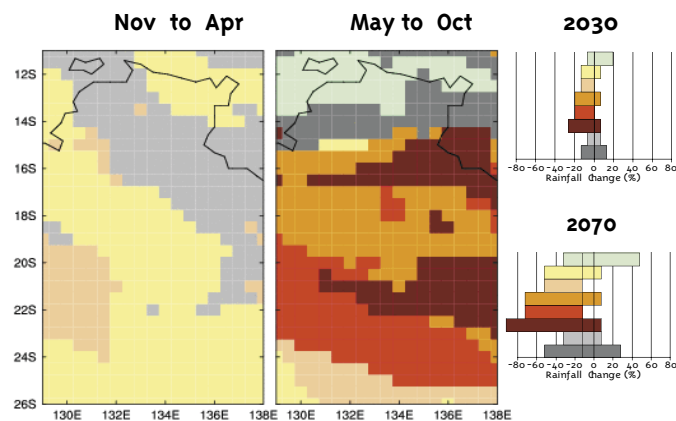 Nov to Apr
May to Oct
2030
12S
14S
16S
18S
20S
22S
24S
26S
130E 132E 134E 136E 138E
130E 132E 134E 136E 138E
-80 -60 -40 -20 0 20 40 60 80
Rainfall Change (%)
2070
-80 -60 -40 -20 0 20 40 60 80
Rainfall Change (%)